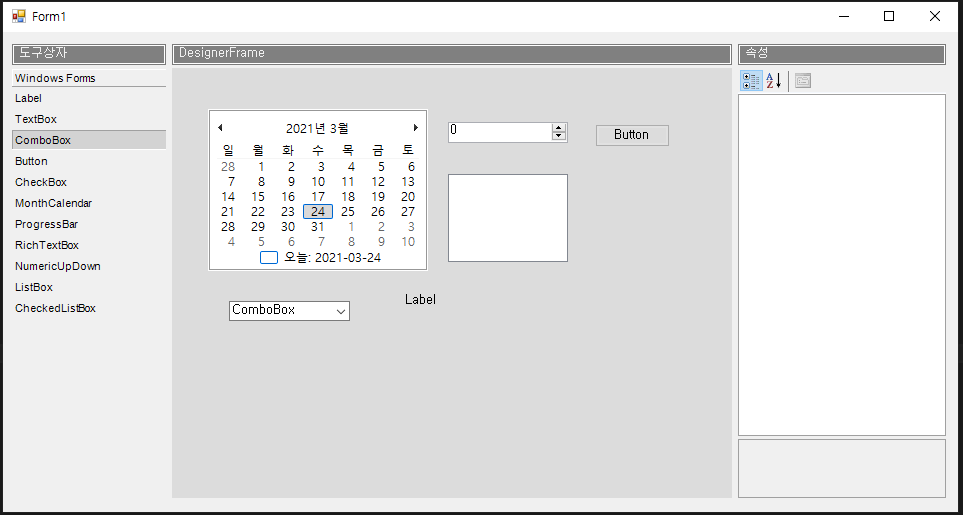 Form1
도구상자
DesignerFrame
속성
Windows Forms
Label
TextBox
ComboBox
Button
CheckBox
MonthCalendar
ProgressBar
RichTextBox
NumericUpDown
ListBox
CheckedListBox
2021년 3월
일 월 화 수 목 금 토
28 1 2 3 4 5 6
7 8 9 10 11 12 13
14 15 16 17 18 19 20
21 22 23 24 25 26 27
28 29 30 31 1 2 3
4 5 6 7 8 9 10
오늘: 2021-03-24
0
Button
ComboBox
Label
A
Z